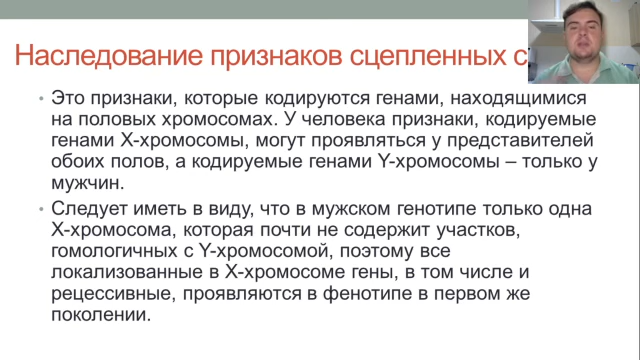 Наследование признаков сцепленных с
Это признаки, которые кодируются генами, находящимися
на половых хромосомах. У человека признаки, кодируемые
генами X-хромосомы, могут проявляться у представителей
обоих полов, а кодируемые генами Y-хромосомы – только у
мужчин.
Следует иметь в виду, что в мужском генотипе только одна
X-хромосома, которая почти не содержит участков,
гомологичных с Y-хромосомой, поэтому все
локализованные в X-хромосоме гены, в том числе и
рецессивные, проявляются в фенотипе в первом же
поколении.